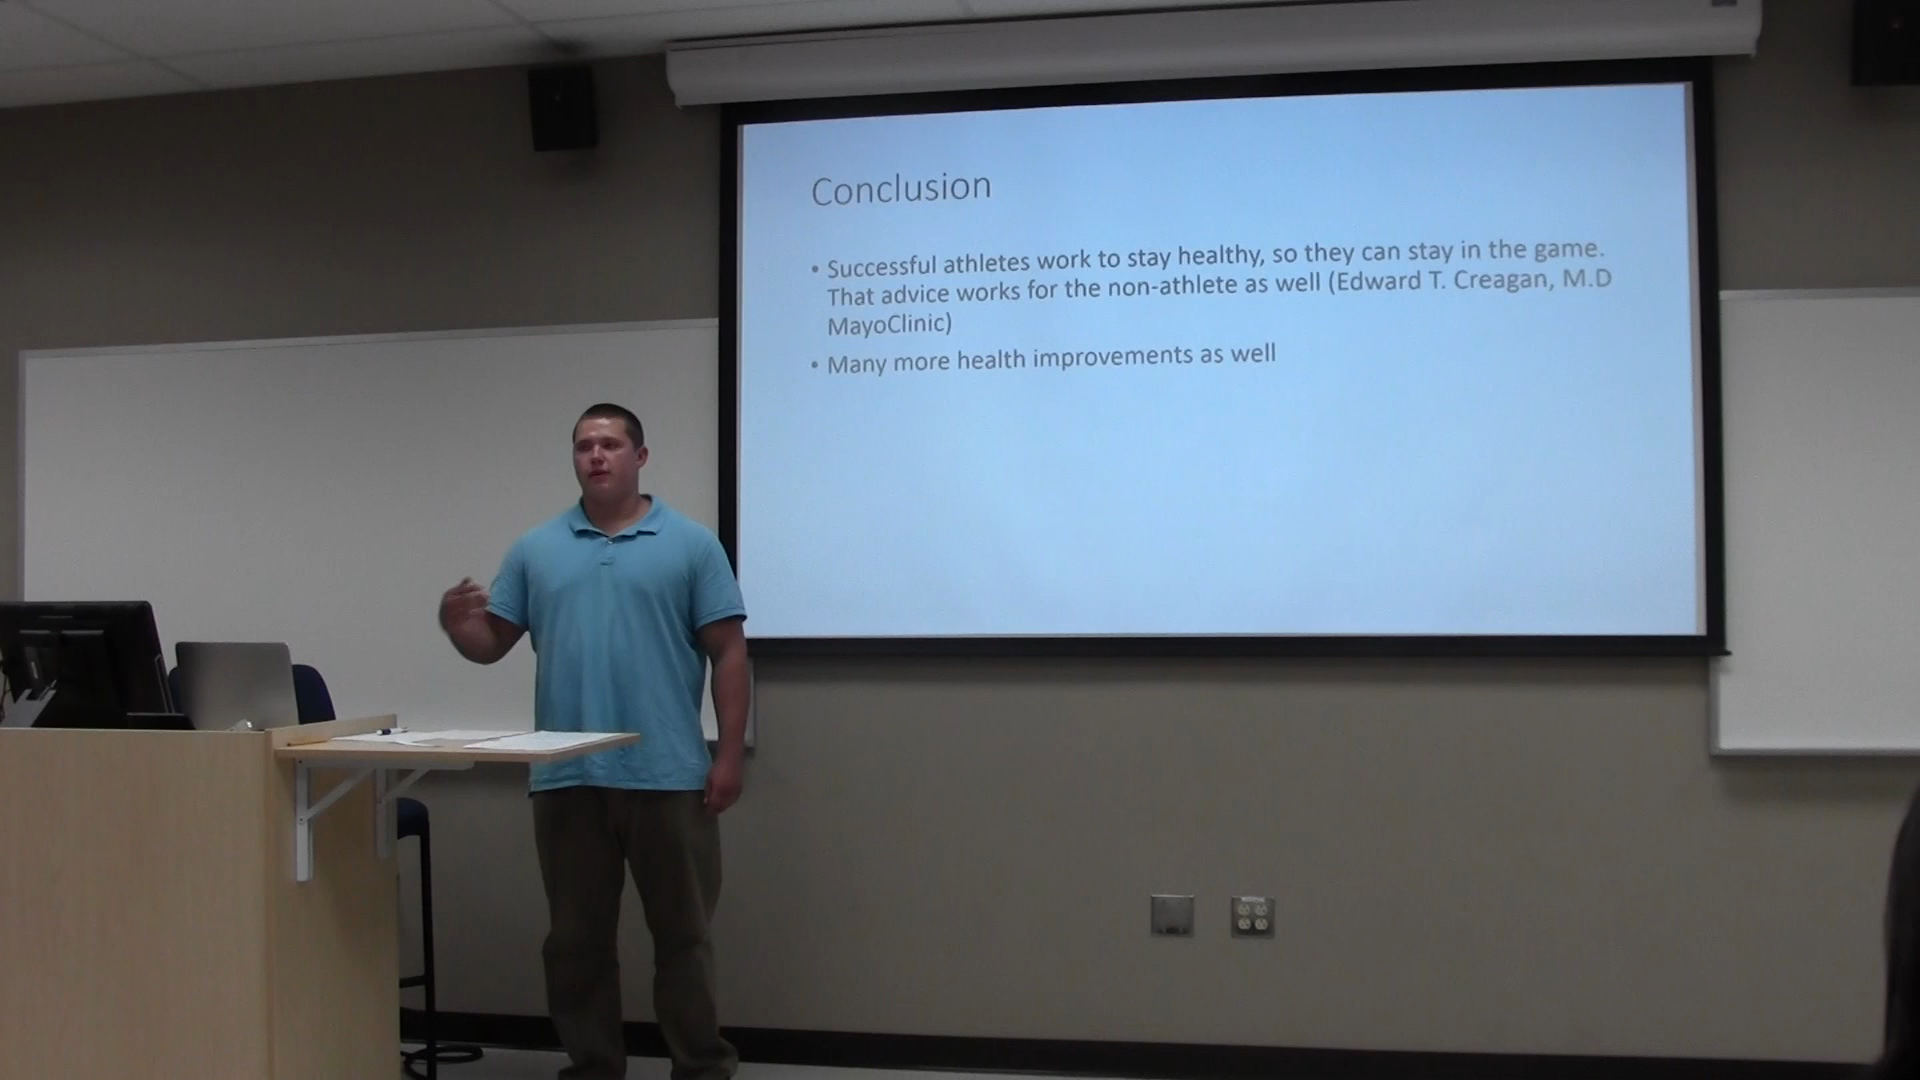 Conclusion
• Successful athletes work to stay healthy, so they can stay in the game.
That advice works for the non-athlete as well (Edward T. Creagan, M.D
MayoClinic)
• Many more health improvements as well